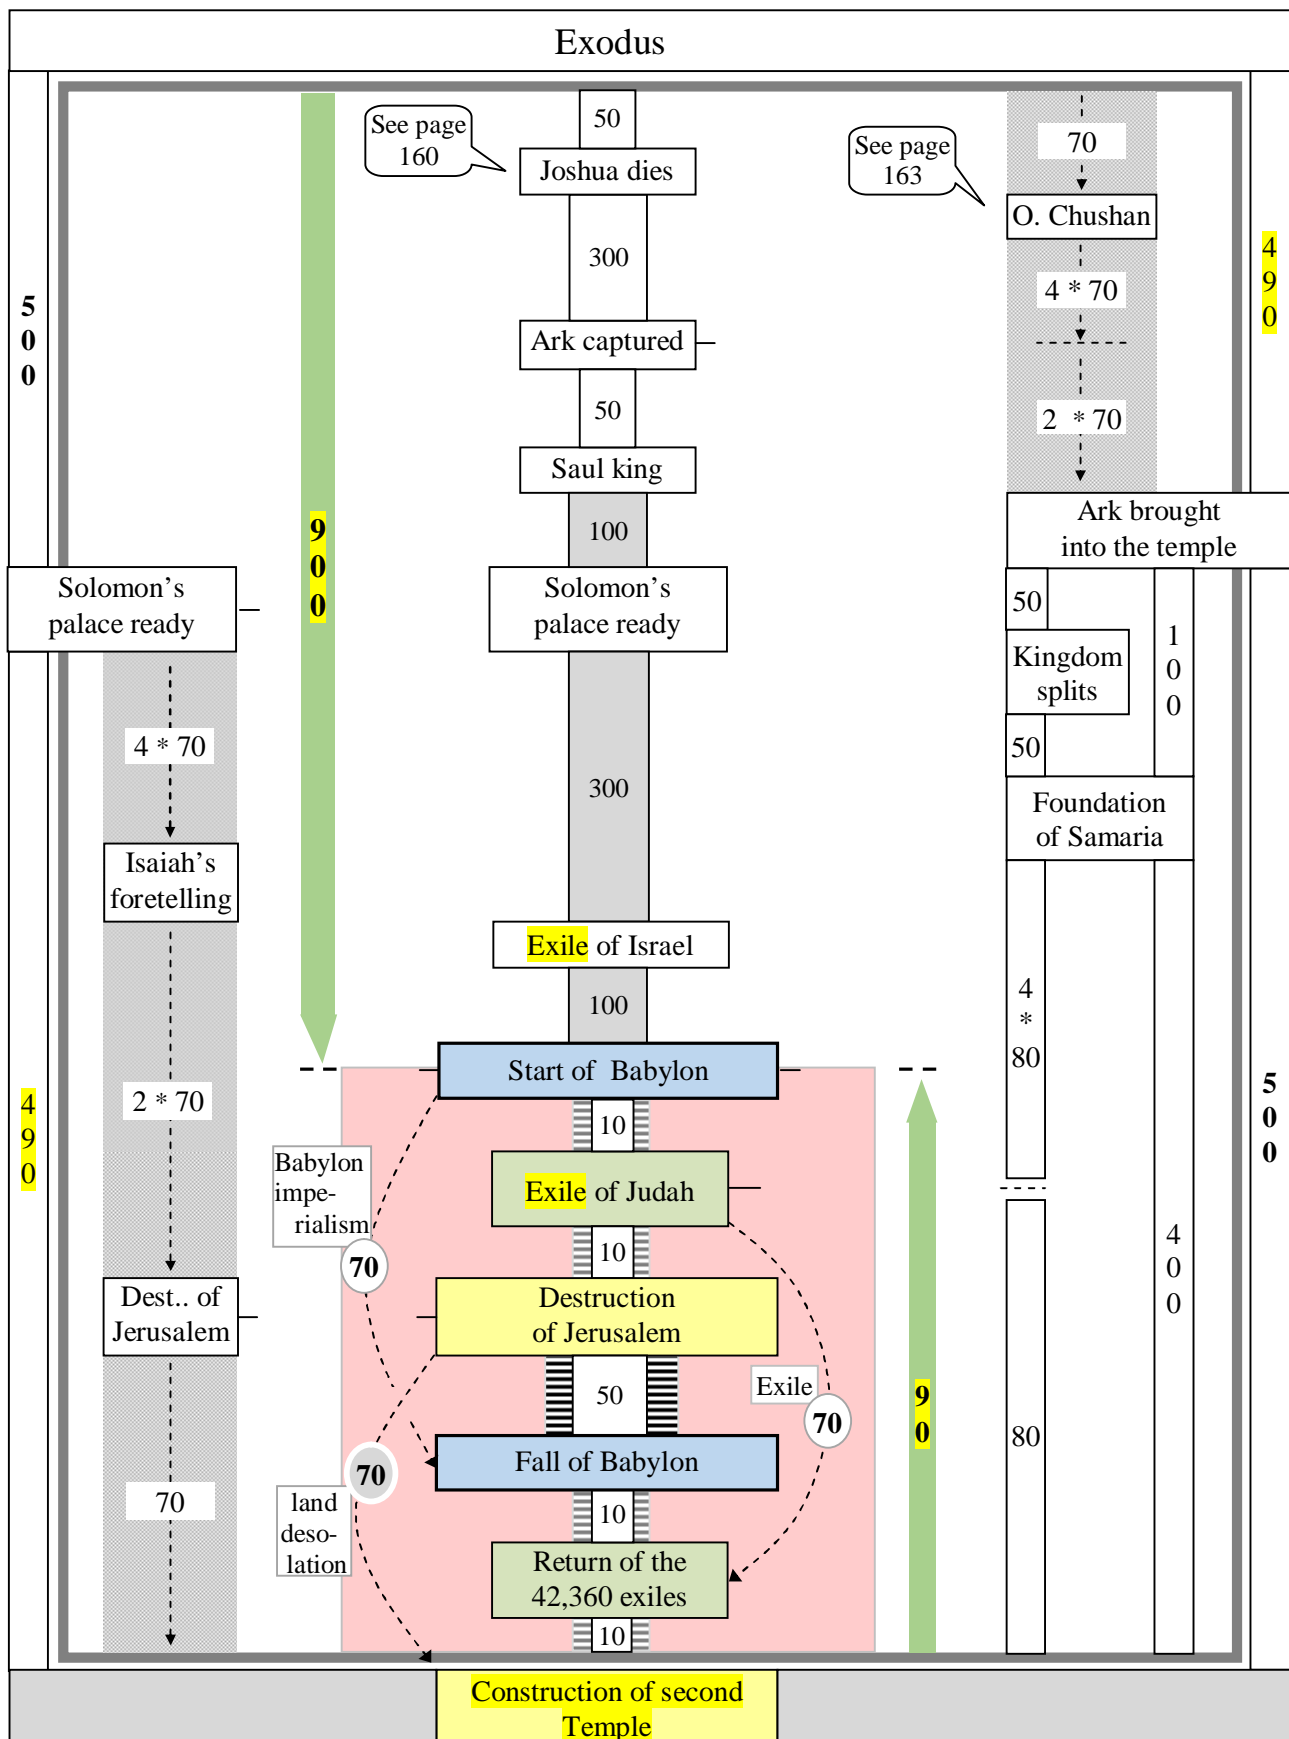 Exodus
See page
160
50
Joshua dies
300
Ark captured
50
Saul king
100
Solomon's
palace ready
300
Exile of Israel
100
Start of  Babylon
10
Exile of Judah
10
Destruction
of Jerusalem
50
Fall of Babylon
10
Return of the
42,360 exiles
10
Construction of second
Temple
5
0
0
Solomon's
palace ready
4 * 70
Isaiah's
foretelling
2 * 70
Dest.. of
Jerusalem
70
4
9
0
9
0
0
Babylon
impe-
rialism
70
70
land
deso-
lation
Exile
70
9
0
See page
163
70
O. Chushan
4 * 70
2  * 70
Ark brought
into the temple
50
Kingdom
splits
50
1
0
0
Foundation
of Samaria
4
*
80
80
4
0
0
4
9
0
5
0
0